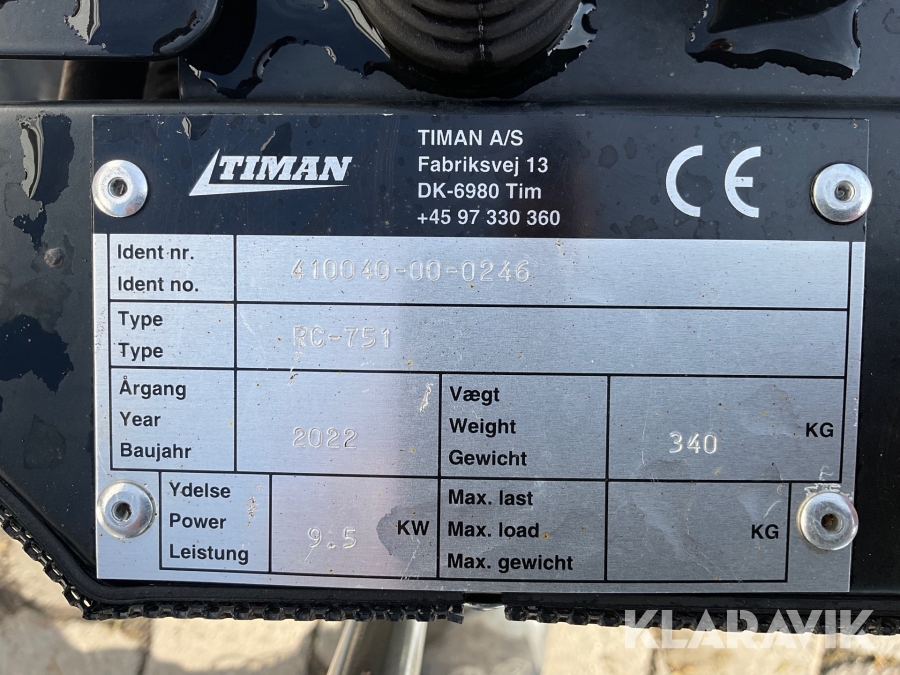 TIMAN
TIMAN A/S
Fabriksvej 13
DK-6980 Tim
+45 97 330 360
CE
Ident nr.
Ident no.
410040-00-0246
Type
Type
RC-751
Årgang
Year
Baujahr
2022
Vægt
Weight
Gewicht
340
KG
Ydelse
Power
Leistung
9:5
KW
Max. last
Max. load
Max. gewicht
KG
KLARAVIK